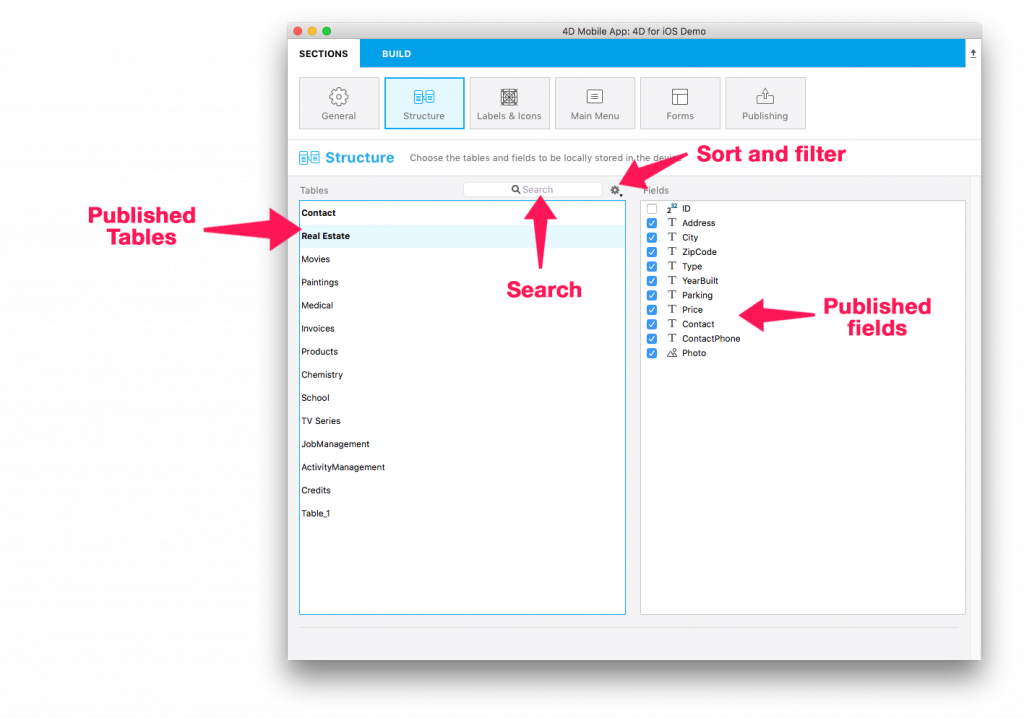 4D Mobile App: 4D for iOS Demo
SECTIONS
BUILD
General
Structure
Labels & Icons
Main Menu
Forms
Publishing
Structure
Choose the tables and fields to be locally stored in the device
Sort and filter
Tables
Search
Fields
Published
Tables
Contact
Real Estate
Movies
Paintings
Medical
Invoices
Products
Chemistry
School
TV Series
JobManagement
ActivityManagement
Credits
Table_1
Search
2³² ID
T Address
T City
T ZipCode
T Type
T YearBuilt
T Parking
T Price
T Contact
T ContactPhone
Photo
Published
fields